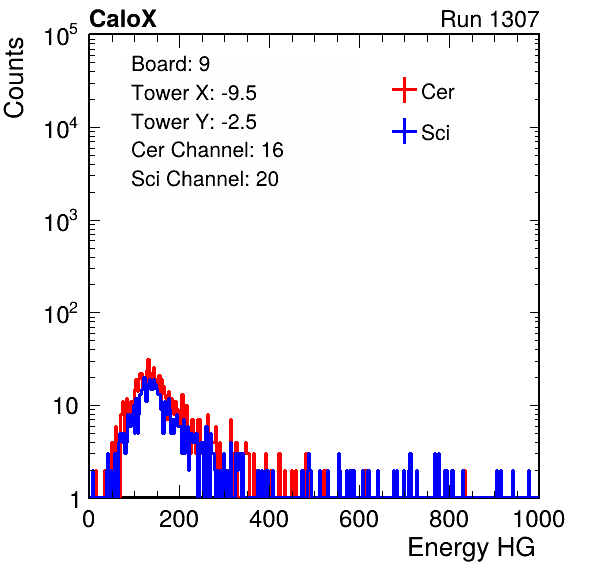 CaloX Run 1307
Counts
10^5
10^4
10^3
10^2
10
1
Board: 9
Tower X: -9.5
Tower Y: -2.5
Cer Channel: 16
Sci Channel: 20
Cer
Sci
0 200 400 600 800 1000
Energy HG